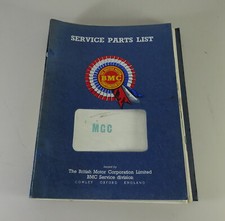 SERVICE PARTS LIST
BMC
MGC
The British Motor Corporation Limited
BMC Service division
COWLEY OXFORD ENGLAND